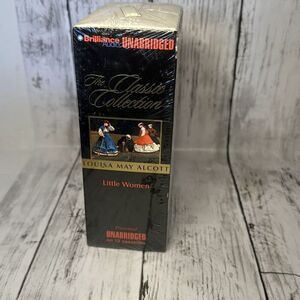 Brilliance AUDIO UNABRIDGED
The Classic
Collection
LOUISA MAY ALCOTT
Little Women
UNABRIDGED